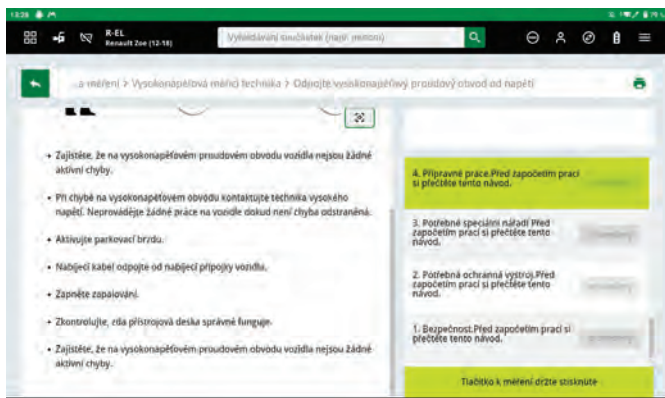 13:28
R-EL
Renault Zoe (12-18)
Vyhledávání součástek (např. metoni)
...a měření > Vysokonapěťová měřicí technika > Odpojte vysokonapěťový proudový obvod od napětí
• Zajistěte, že na vysokonapěťovém proudovém obvodu vozidla nejsou žádné
aktivní chyby.
• Při chybě na vysokonapěťovém obvodu kontaktujte technika vysokého
napětí. Neprovádějte žádné práce na vozidle dokud není chyba odstraněná.
• Aktivujte parkovací brzdu.
• Nabíjecí kabel odpojte od nabíjecí přípojky vozidla.
• Zapněte zapalování.
• Zkontrolujte, zda přístrojová deska správně funguje.
• Zajistěte, že na vysokonapěťovém proudovém obvodu vozidla nejsou žádné
aktivní chyby.
4. Přípravné práce.Před započetím prací
si přečtěte tento návod.
3. Potřebné speciální nářadí Před
započetím prací si přečtěte tento
návod.
2. Potřebná ochranná výstroj.Před
započetím prací si přečtěte tento
návod.
1. Bezpečnost.Před započetím prací si
přečtěte tento návod.
Tlačítko k měření držte stisknuté